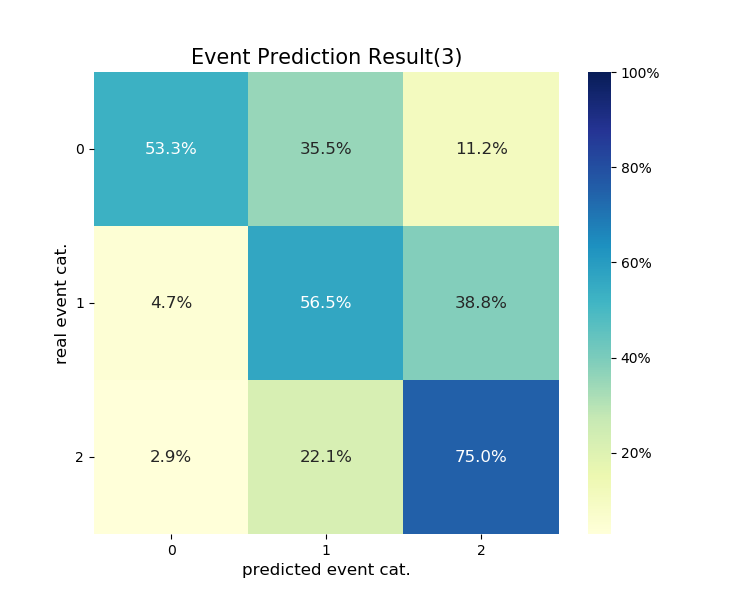 Event Prediction Result(3)
100%
0 53.3% 35.5% 11.2%
80%
60%
real event cat.
1 4.7% 56.5% 38.8%
40%
2 2.9% 22.1% 75.0%
20%
0 1 2
predicted event cat.